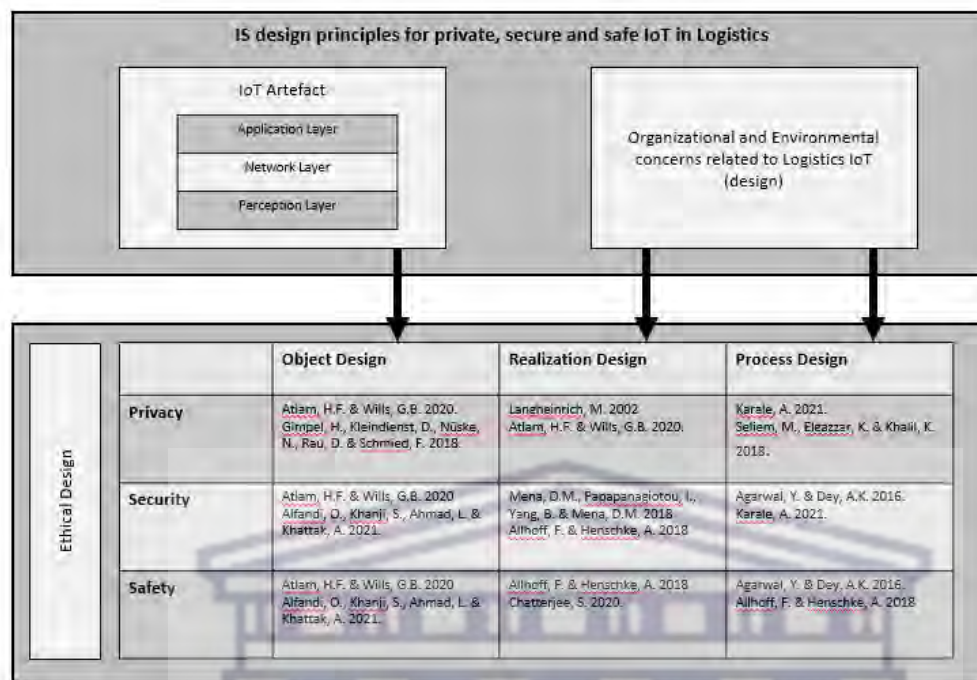 IS design principles for private, secure and safe IoT in Logistics
IoT Artefact
Application Layer
Network Layer
Perception Layer
Organizational and Environmental
concerns related to Logistics IoT
(design)
Ethical Design
Object Design
Realization Design
Process Design
Privacy
Atlam, H.F. & Wills, G.B. 2020.
Gimpel, H., Kleindienst, D., Nüske,
N., Rau, D. & Schmied, F. 2018.
Langheinrich, M. 2002
Atlam, H.F. & Wills, G.B. 2020.
Karale, A. 2021.
Sellem, M., Eleazzar, K. & Khalil, K.
2018.
Security
Atlam, H.F. & Wills, G.B. 2020
Alfandi, O., Khanji, S., Ahmad, L. &
Khattak, A. 2021.
Mena, D.M., Papapanagiotou, I.,
Yang, B. & Mena, D.M. 2018
Allhoff, F. & Henschke, A. 2018
Agarwal, Y. & Dey, A.K. 2016.
Karale, A. 2021.
Safety
Atlam, H.F. & Wills, G.B. 2020
Alfandi, O., Khanji, S., Ahmad, L. &
Khattak, A. 2021.
Allhoff, F. & Henschke, A. 2018
Chatterjee, S. 2020.
Agarwal, Y. & Dey, A.K. 2016.
Allhoff, F. & Henschke, A. 2018